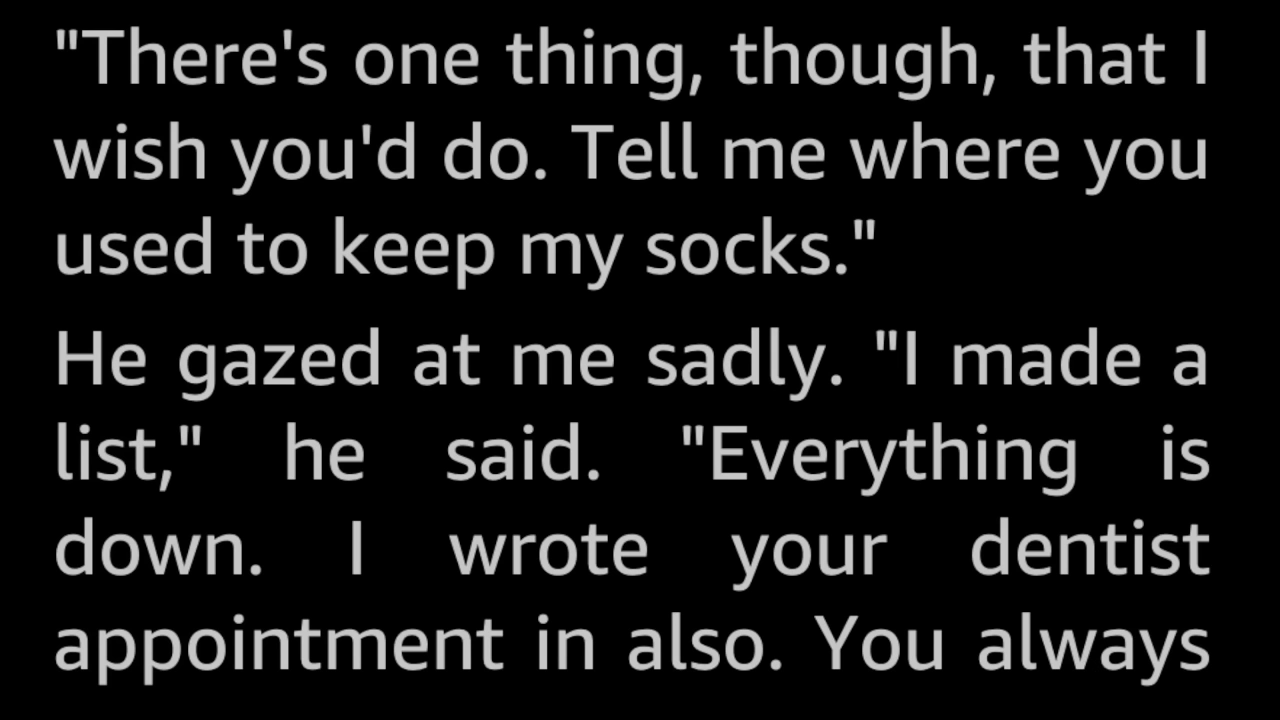 "There's one thing, though, that I
wish you'd do. Tell me where you
used to keep my socks."
He gazed at me sadly. "I made a
list," he said. "Everything is
down. I wrote your dentist
appointment in also. You always